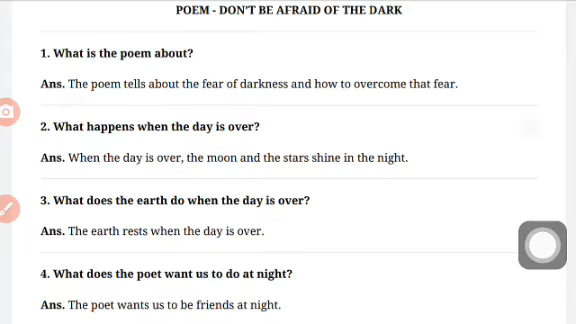 POEM - DON'T BE AFRAID OF THE DARK
1. What is the poem about?
Ans. The poem tells about the fear of darkness and how to overcome that fear.
2. What happens when the day is over?
Ans. When the day is over, the moon and the stars shine in the night.
3. What does the earth do when the day is over?
Ans. The earth rests when the day is over.
4. What does the poet want us to do at night?
Ans. The poet wants us to be friends at night.